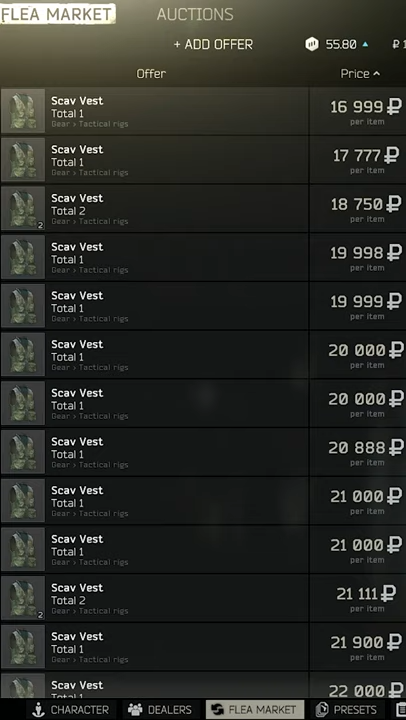 FLEA MARKET AUCTIONS
+ ADD OFFER 55.80 ▲ ₽ 1
Offer Price
Scav Vest
Total 1
Gear > Tactical rigs
16 999 ₽
per item
Scav Vest
Total 1
Gear > Tactical rigs
17 777 ₽
per item
Scav Vest
Total 2
Gear > Tactical rigs
2
18 750 ₽
per item
Scav Vest
Total 1
Gear > Tactical rigs
19 998 ₽
per item
Scav Vest
Total 1
Gear > Tactical rigs
19 999 ₽
per item
Scav Vest
Total 1
Gear > Tactical rigs
20 000 ₽
per item
Scav Vest
Total 1
Gear > Tactical rigs
20 000 ₽
per item
Scav Vest
Total 1
Gear > Tactical rigs
20 888 ₽
per item
Scav Vest
Total 1
Gear > Tactical rigs
21 000 ₽
per item
Scav Vest
Total 1
Gear > Tactical rigs
21 000 ₽
per item
Scav Vest
Total 2
Gear > Tactical rigs
2
21 111 ₽
per item
Scav Vest
Total 1
Gear > Tactical rigs
21 900 ₽
per item
Scav Vest
Total 1
22 000 ₽
CHARACTER DEALERS FLEA MARKET PRESETS